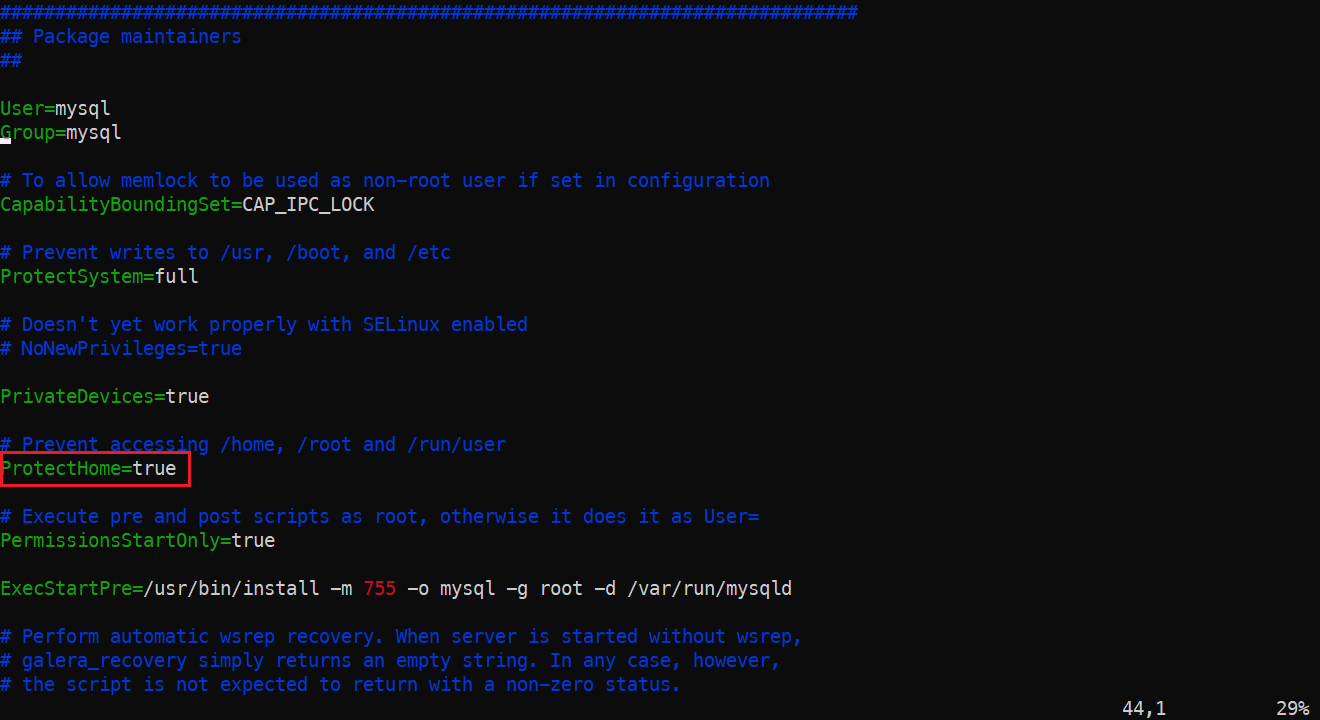 ##############################################################################
## Package maintainers
##
User=mysql
Group=mysql
# To allow memlock to be used as non-root user if set in configuration
CapabilityBoundingSet=CAP_IPC_LOCK
# Prevent writes to /usr, /boot, and /etc
ProtectSystem=full
# Doesn't yet work properly with SELinux enabled
# NoNewPrivileges=true
PrivateDevices=true
# Prevent accessing /home, /root and /run/user
ProtectHome=true
# Execute pre and post scripts as root, otherwise it does it as User=
PermissionsStartOnly=true
ExecStartPre=/usr/bin/install -m 755 -o mysql -g root -d /var/run/mysqld
# Perform automatic wsrep recovery. When server is started without wsrep,
# galera_recovery simply returns an empty string. In any case, however,
# the script is not expected to return with a non-zero status.
44,1 29%